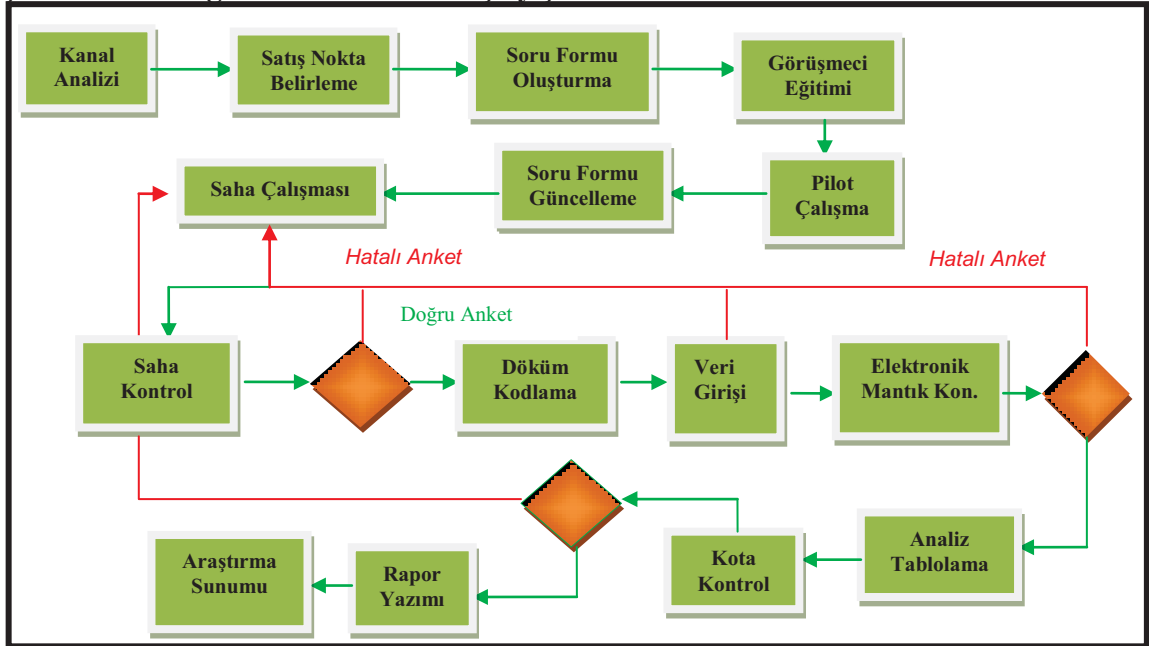 Kanal
Analizi
Satış Nokta
Belirleme
Soru Formu
Oluşturma
Görüşmeci
Eğitimi
Saha Çalışması
Soru Formu
Güncelleme
Pilot
Çalışma
Hatalı Anket
Hatalı Anket
Doğru Anket
Saha
Kontrol
Döküm
Kodlama
Veri
Girişi
Elektronik
Mantık Kon.
Araştırma
Sunumu
Rapor
Yazımı
Kota
Kontrol
Analiz
Tablolama